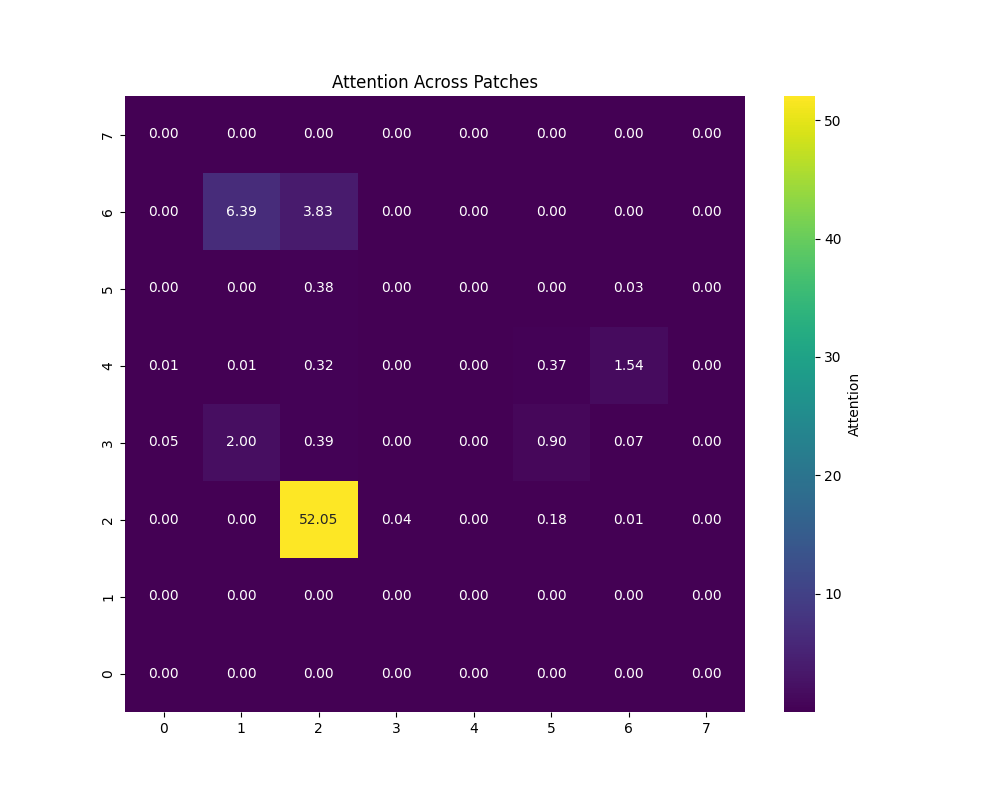 Attention Across Patches
7 0.00 0.00 0.00 0.00 0.00 0.00 0.00 0.00
6 0.00 6.39 3.83 0.00 0.00 0.00 0.00 0.00
5 0.00 0.00 0.38 0.00 0.00 0.00 0.03 0.00
4 0.01 0.01 0.32 0.00 0.00 0.37 1.54 0.00
3 0.05 2.00 0.39 0.00 0.00 0.90 0.07 0.00
2 0.00 0.00 52.05 0.04 0.00 0.18 0.01 0.00
1 0.00 0.00 0.00 0.00 0.00 0.00 0.00 0.00
0 0.00 0.00 0.00 0.00 0.00 0.00 0.00 0.00
0 1 2 3 4 5 6 7
50
40
30
20
10
Attention